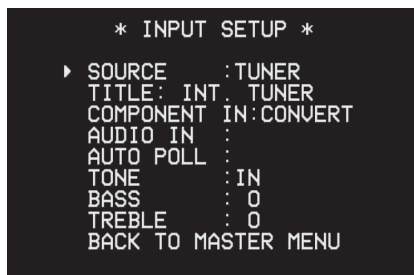 * INPUT SETUP *
SOURCE :TUNER
TITLE: INT. TUNER
COMPONENT IN:CONVERT
AUDIO IN :
AUTO POLL :
TONE :IN
BASS : 0
TREBLE : 0
BACK TO MASTER MENU